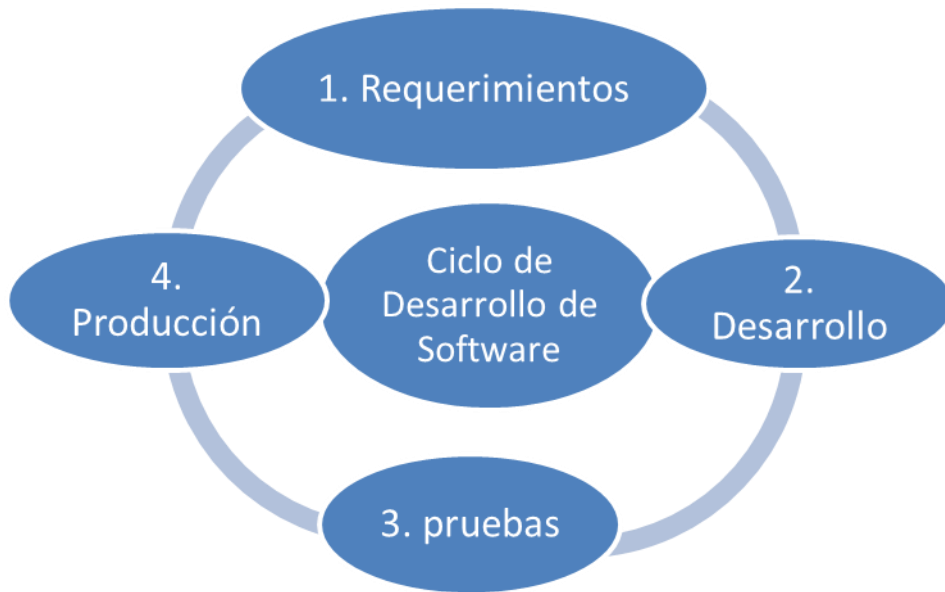 1. Requerimientos
Ciclo de
Desarrollo de
Software
2.
Desarrollo
3. pruebas
4.
Producción